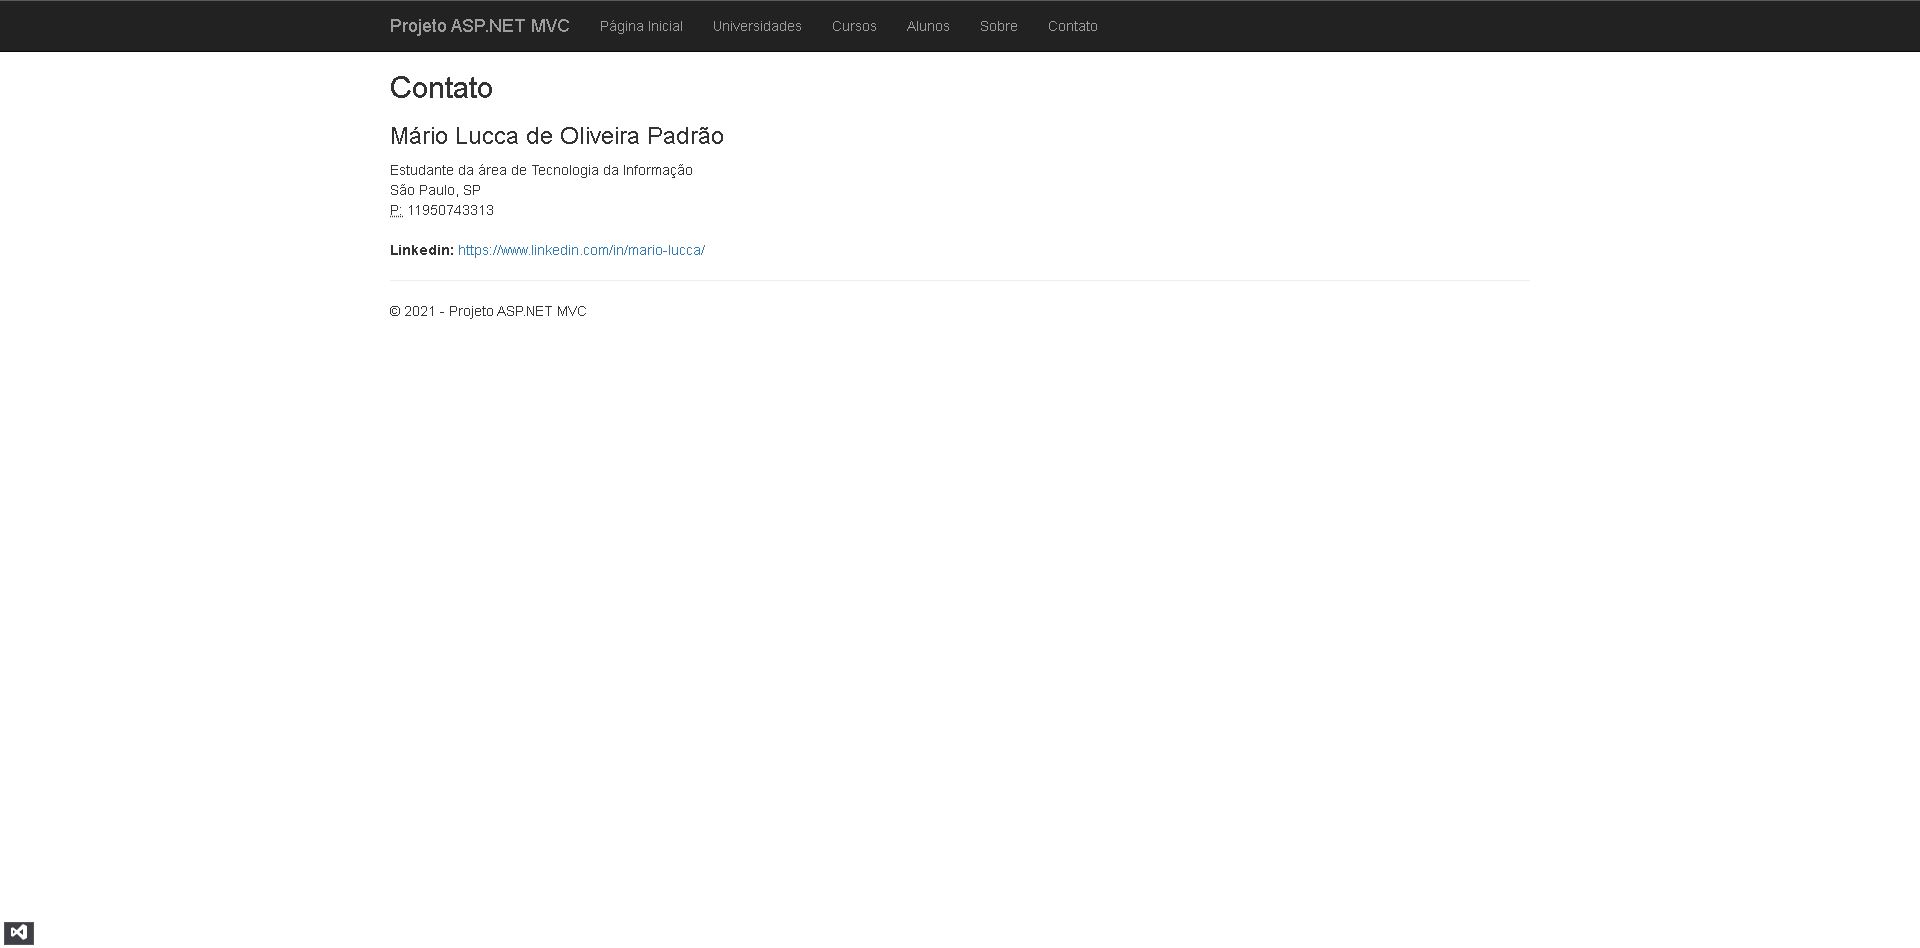 Projeto ASP.NET MVC Página Inicial Universidades Cursos Alunos Sobre Contato
Contato
Mário Lucca de Oliveira Padrão
Estudante da área de Tecnologia da Informação
São Paulo, SP
P: 11950743313
Linkedin: https://www.linkedin.com/in/mario-lucca/
© 2021 - Projeto ASP.NET MVC